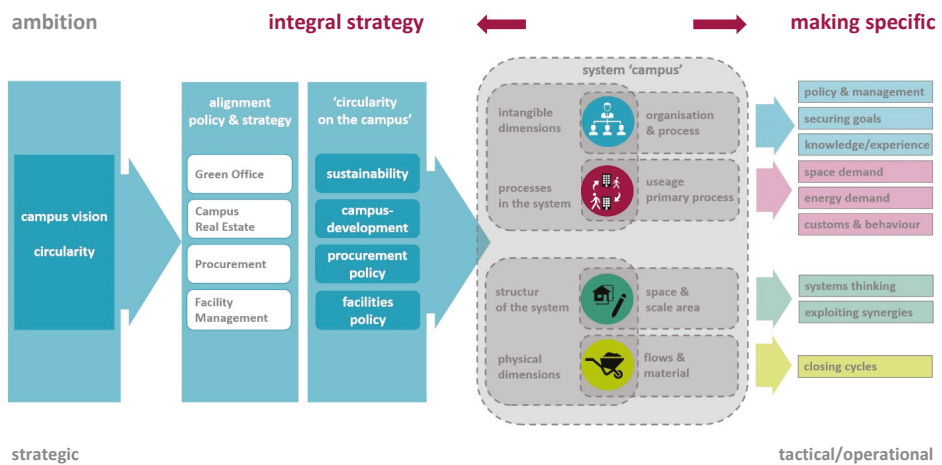 ambition
integral strategy
making specific
campus vision
circularity
alignment
policy & strategy
Green Office
Campus
Real Estate
Procurement
Facility
Management
‘circularity
on the campus’
sustainability
campus-
development
procurement
policy
facilities
policy
system ‘campus’
intangible
dimensions
organisation
& process
processes
in the system
useage
primary process
structur
of the system
space &
scale area
physical
dimensions
flows &
material
policy & management
securing goals
knowledge/experience
space demand
energy demand
customs & behaviour
systems thinking
exploiting synergies
closing cycles
strategic
tactical/operational